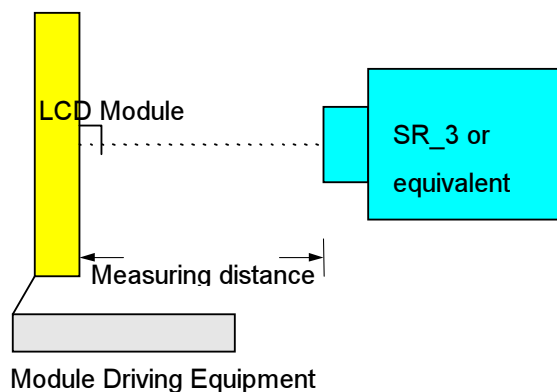 LCD Module
SR_3 or
equivalent
Measuring distance
Module Driving Equipment